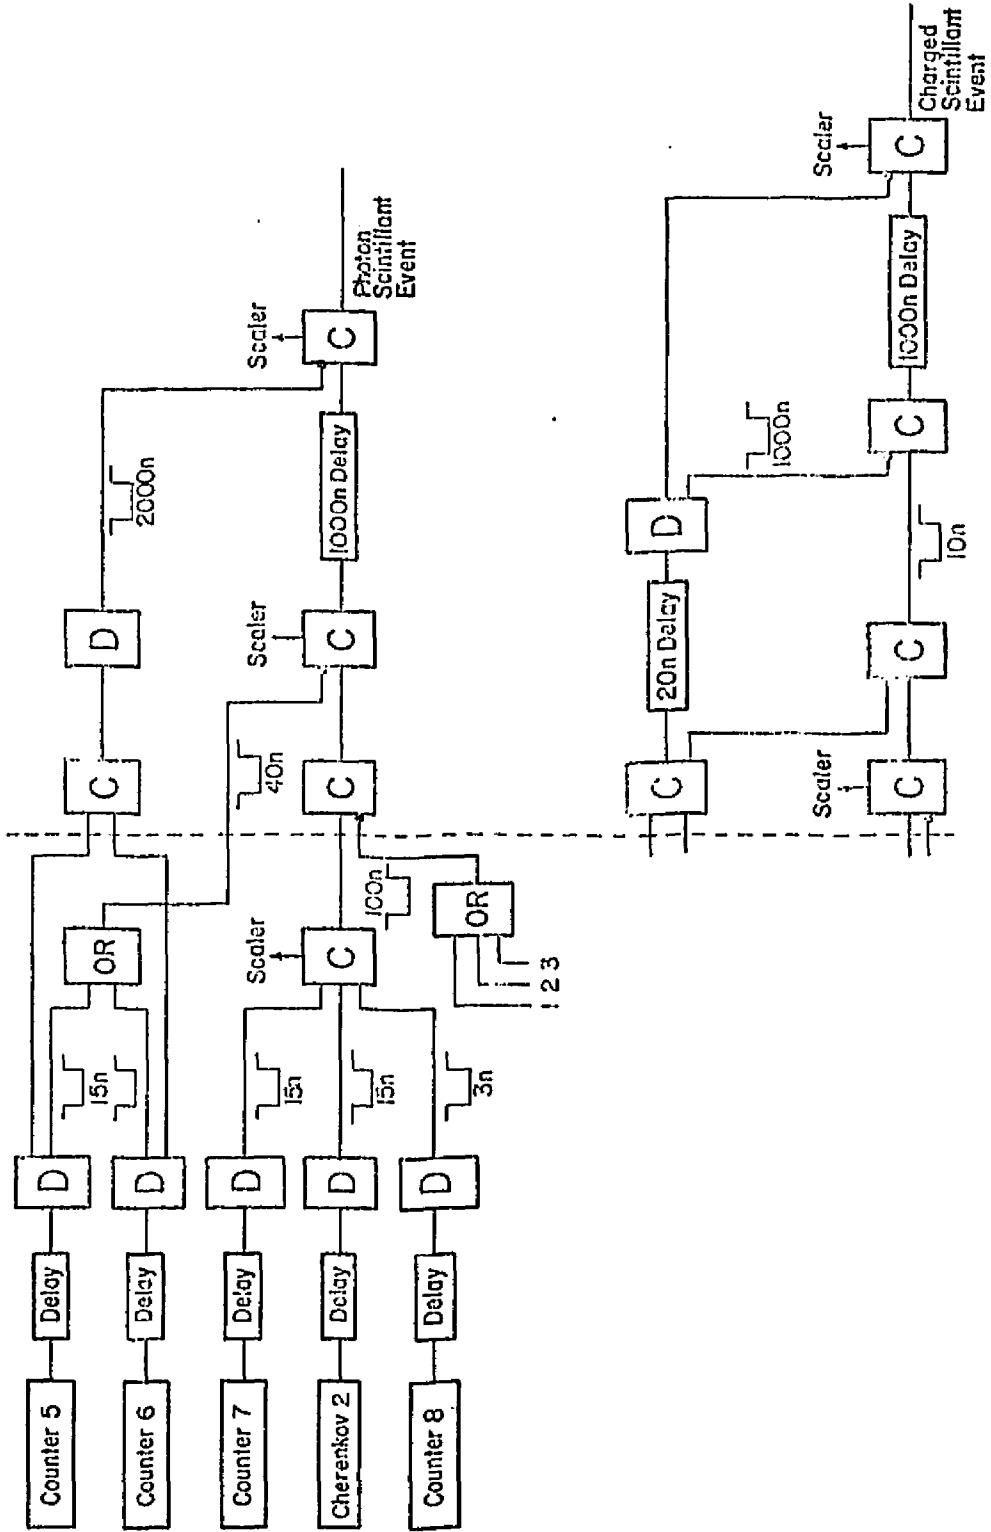 Counter 5
Delay
D
Counter 6
Delay
D
Counter 7
Delay
D
Cherenkov 2
Delay
D
Counter 8
Delay
D
15n
15n
15n
3n
OR
Scaler
C
100n
OR
1 2 3
C
D
2000n
40n
C
Scaler
C
1000n Delay
Scaler
C
Photon
Scintillant
Event
C
20n Delay
D
1000n
Scaler
C
C
10n
C
1000n Delay
Scaler
C
Charged
Scintillant
Event